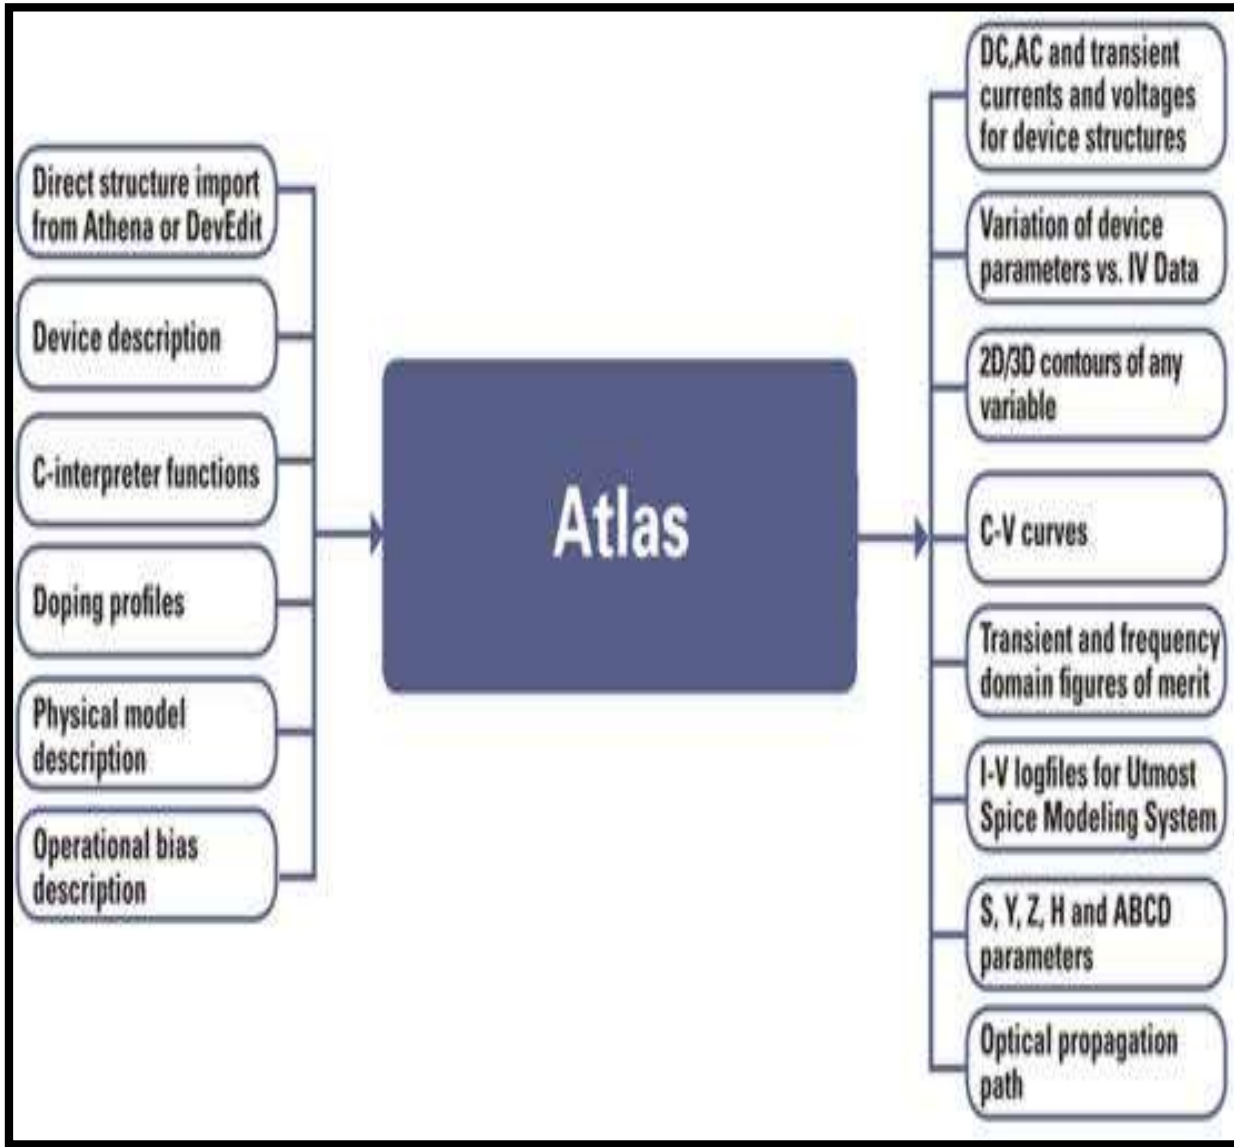 Direct structure import
from Athena or DevEdit
Device description
C-interpreter functions
Doping profiles
Physical model
description
Operational bias
description
Atlas
DC,AC and transient
currents and voltages
for device structures
Variation of device
parameters vs. IV Data
2D/3D contours of any
variable
C-V curves
Transient and frequency
domain figures of merit
I-V logfiles for Utmost
Spice Modeling System
S, Y, Z, H and ABCD
parameters
Optical propagation
path